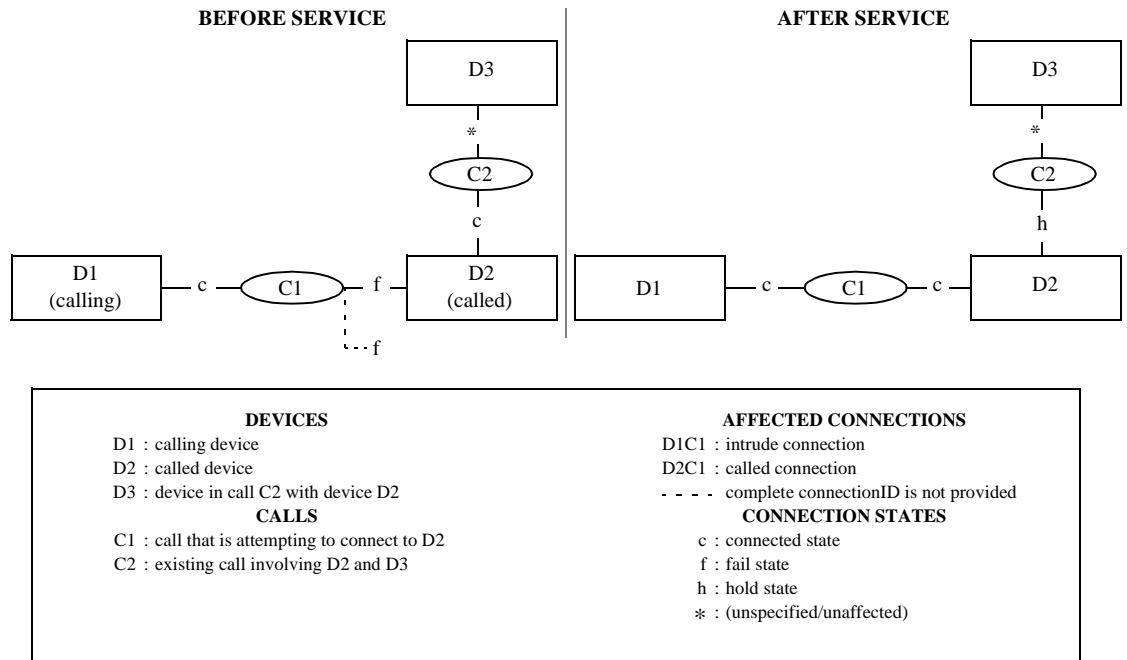 BEFORE SERVICE
D3
*
C2
c
D1
(calling)
c
C1
f
D2
(called)
f
AFTER SERVICE
D3
*
C2
h
D1
c
C1
c
D2
DEVICES
D1 : calling device
D2 : called device
D3 : device in call C2 with device D2
CALLS
C1 : call that is attempting to connect to D2
C2 : existing call involving D2 and D3
AFFECTED CONNECTIONS
D1C1 : intrude connection
D2C1 : called connection
- - - - complete connectionID is not provided
CONNECTION STATES
c : connected state
f : fail state
h : hold state
* : (unspecified/unaffected)